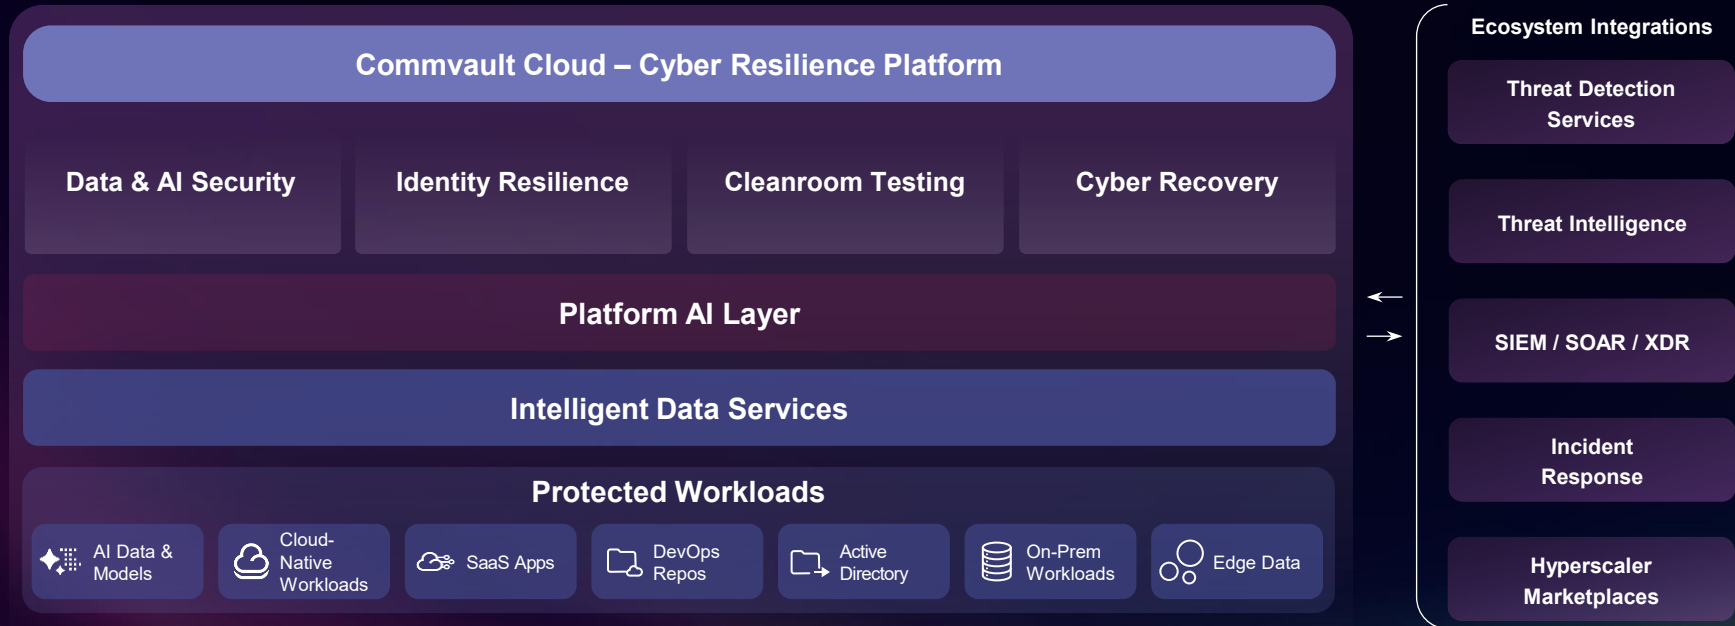 Commvault Cloud – Cyber Resilience Platform
Data & AI Security
Identity Resilience
Cleanroom Testing
Cyber Recovery
Platform AI Layer
Intelligent Data Services
Protected Workloads
AI Data &
Models
Cloud-
Native
Workloads
SaaS Apps
DevOps
Repos
Active
Directory
On-Prem
Workloads
Edge Data
Ecosystem Integrations
Threat Detection
Services
Threat Intelligence
SIEM / SOAR / XDR
Incident
Response
Hyperscaler
Marketplaces